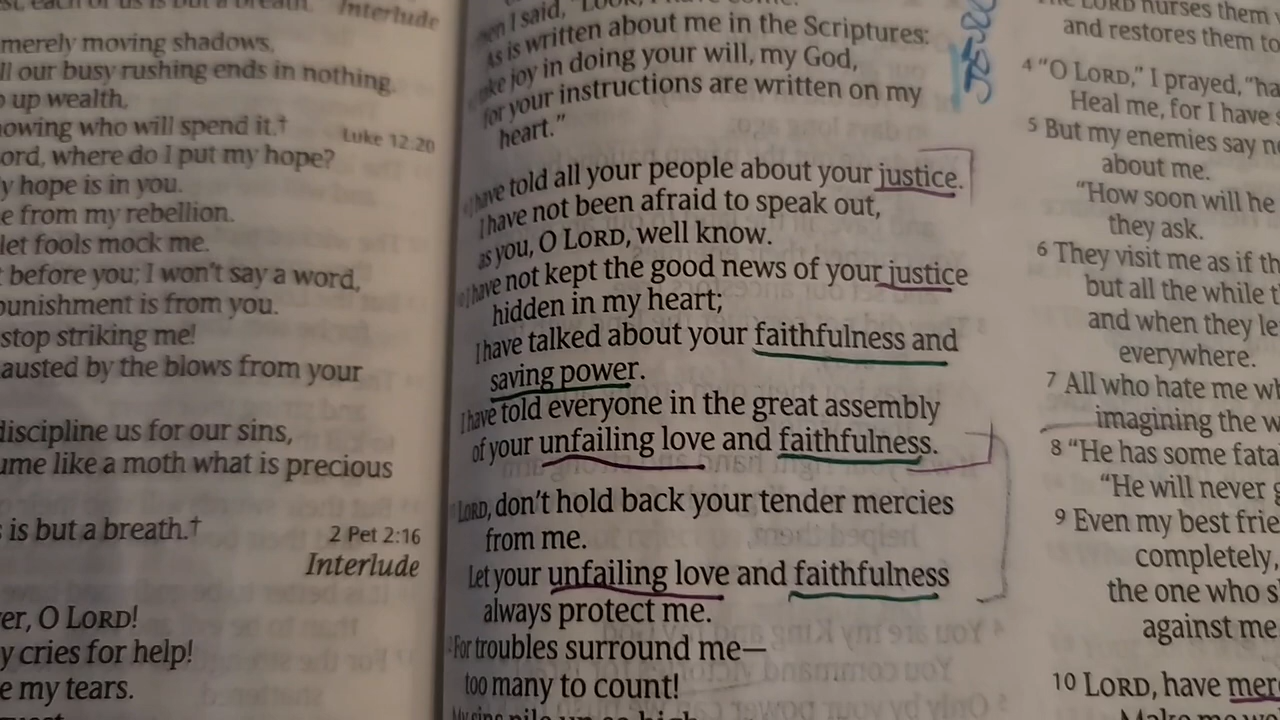 Interlude
merely moving shadows,
ll our busy rushing ends in nothing.
up wealth,
owing who will spend it.†
Luke 12:20
ord, where do I put my hope?
y hope is in you.
e from my rebellion.
let fools mock me.
before you; I won't say a word,
punishment is from you.
stop striking me!
austed by the blows from your
discipline us for our sins,
ume like a moth what is precious
is but a breath.†
2 Pet 2:16
Interlude
er, O LORD!
y cries for help!
e my tears.
en I said, "Look, I have come.
As is written about me in the Scriptures:
ke joy in doing your will, my God,
for your instructions are written on my
heart."
I have told all your people about your justice.
I have not been afraid to speak out,
as you, O LORD, well know.
I have not kept the good news of your justice
hidden in my heart;
I have talked about your faithfulness and
saving power.
I have told everyone in the great assembly
of your unfailing love and faithfulness.
LORD, don't hold back your tender mercies
from me.
Let your unfailing love and faithfulness
always protect me.
For troubles surround me—
too many to count!
LORD nurses them
and restores them to
4 "O LORD," I prayed, "ha
Heal me, for I have s
5 But my enemies say n
about me.
"How soon will he
they ask.
6 They visit me as if th
but all the while t
and when they le
everywhere.
7 All who hate me wh
imagining the w
8 "He has some fata
"He will never g
9 Even my best frie
completely,
the one who s
against me
10 LORD, have mer